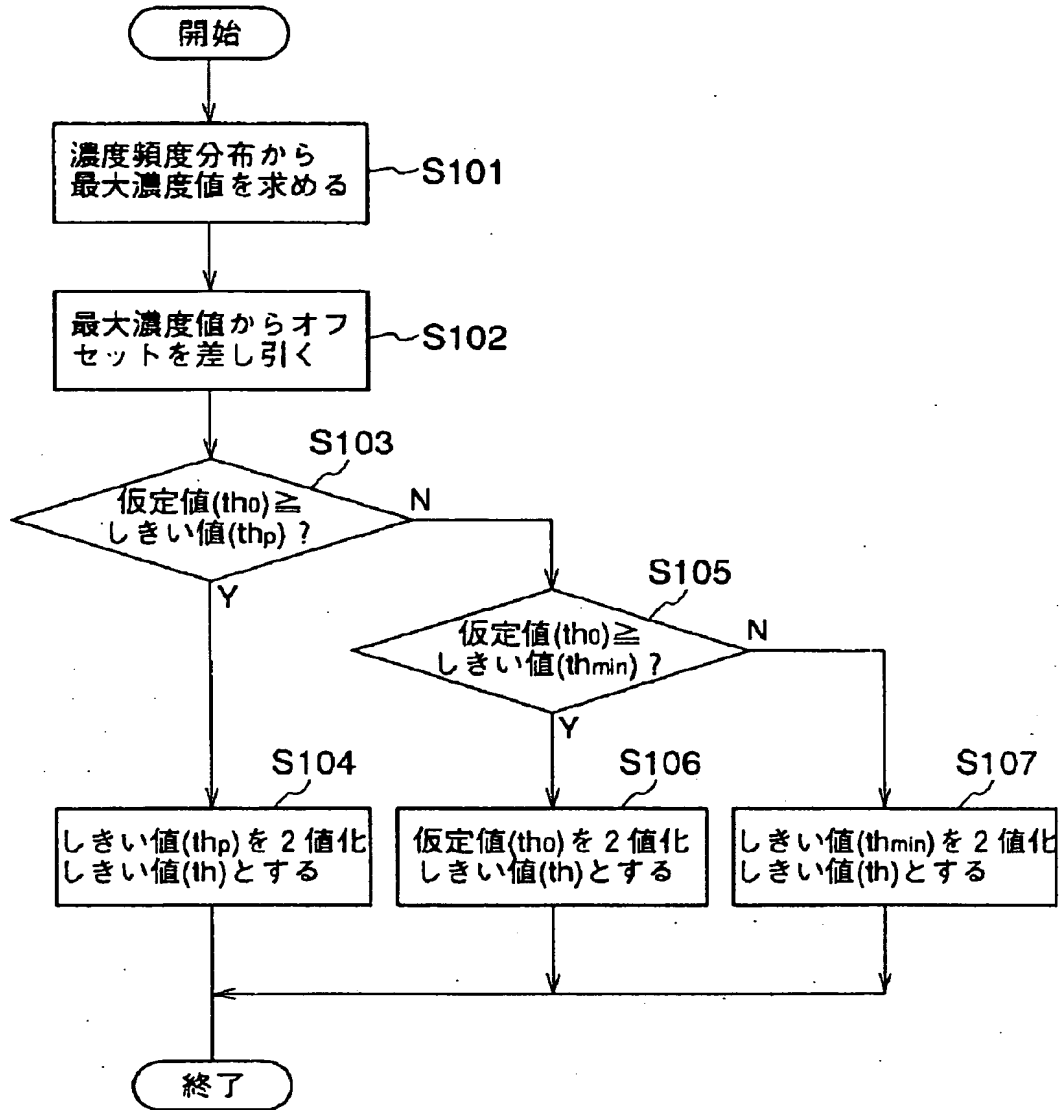 開始
濃度頻度分布から
最大濃度値を求める
S101
最大濃度値からオフ
セットを差し引く
S102
S103
仮定値(th0)≧
しきい値(thp)?
N
Y
S105
仮定値(th0)≧
しきい値(thmin)?
N
Y
S104
しきい値(thp)を2値化
しきい値(th)とする
S106
仮定値(th0)を2値化
しきい値(th)とする
S107
しきい値(thmin)を2値化
しきい値(th)とする
終了